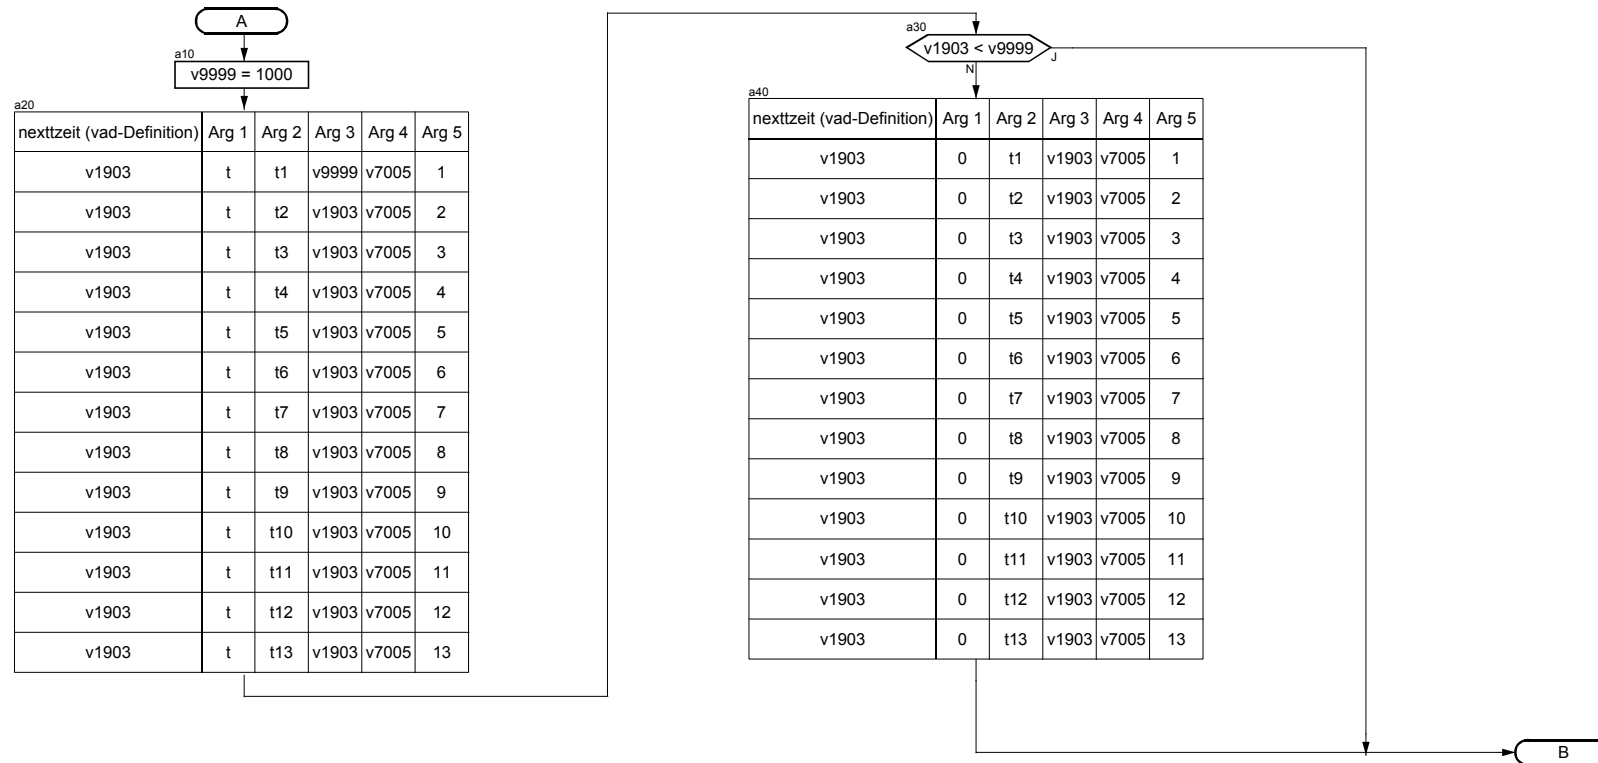 A
a10
v9999 = 1000
a20
nexttzeit (vad-Definition) Arg 1 Arg 2 Arg 3 Arg 4 Arg 5
v1903 t t1 v9999 v7005 1
v1903 t t2 v1903 v7005 2
v1903 t t3 v1903 v7005 3
v1903 t t4 v1903 v7005 4
v1903 t t5 v1903 v7005 5
v1903 t t6 v1903 v7005 6
v1903 t t7 v1903 v7005 7
v1903 t t8 v1903 v7005 8
v1903 t t9 v1903 v7005 9
v1903 t t10 v1903 v7005 10
v1903 t t11 v1903 v7005 11
v1903 t t12 v1903 v7005 12
v1903 t t13 v1903 v7005 13
a30
v1903 < v9999
J
N
a40
nexttzeit (vad-Definition) Arg 1 Arg 2 Arg 3 Arg 4 Arg 5
v1903 0 t1 v1903 v7005 1
v1903 0 t2 v1903 v7005 2
v1903 0 t3 v1903 v7005 3
v1903 0 t4 v1903 v7005 4
v1903 0 t5 v1903 v7005 5
v1903 0 t6 v1903 v7005 6
v1903 0 t7 v1903 v7005 7
v1903 0 t8 v1903 v7005 8
v1903 0 t9 v1903 v7005 9
v1903 0 t10 v1903 v7005 10
v1903 0 t11 v1903 v7005 11
v1903 0 t12 v1903 v7005 12
v1903 0 t13 v1903 v7005 13
B